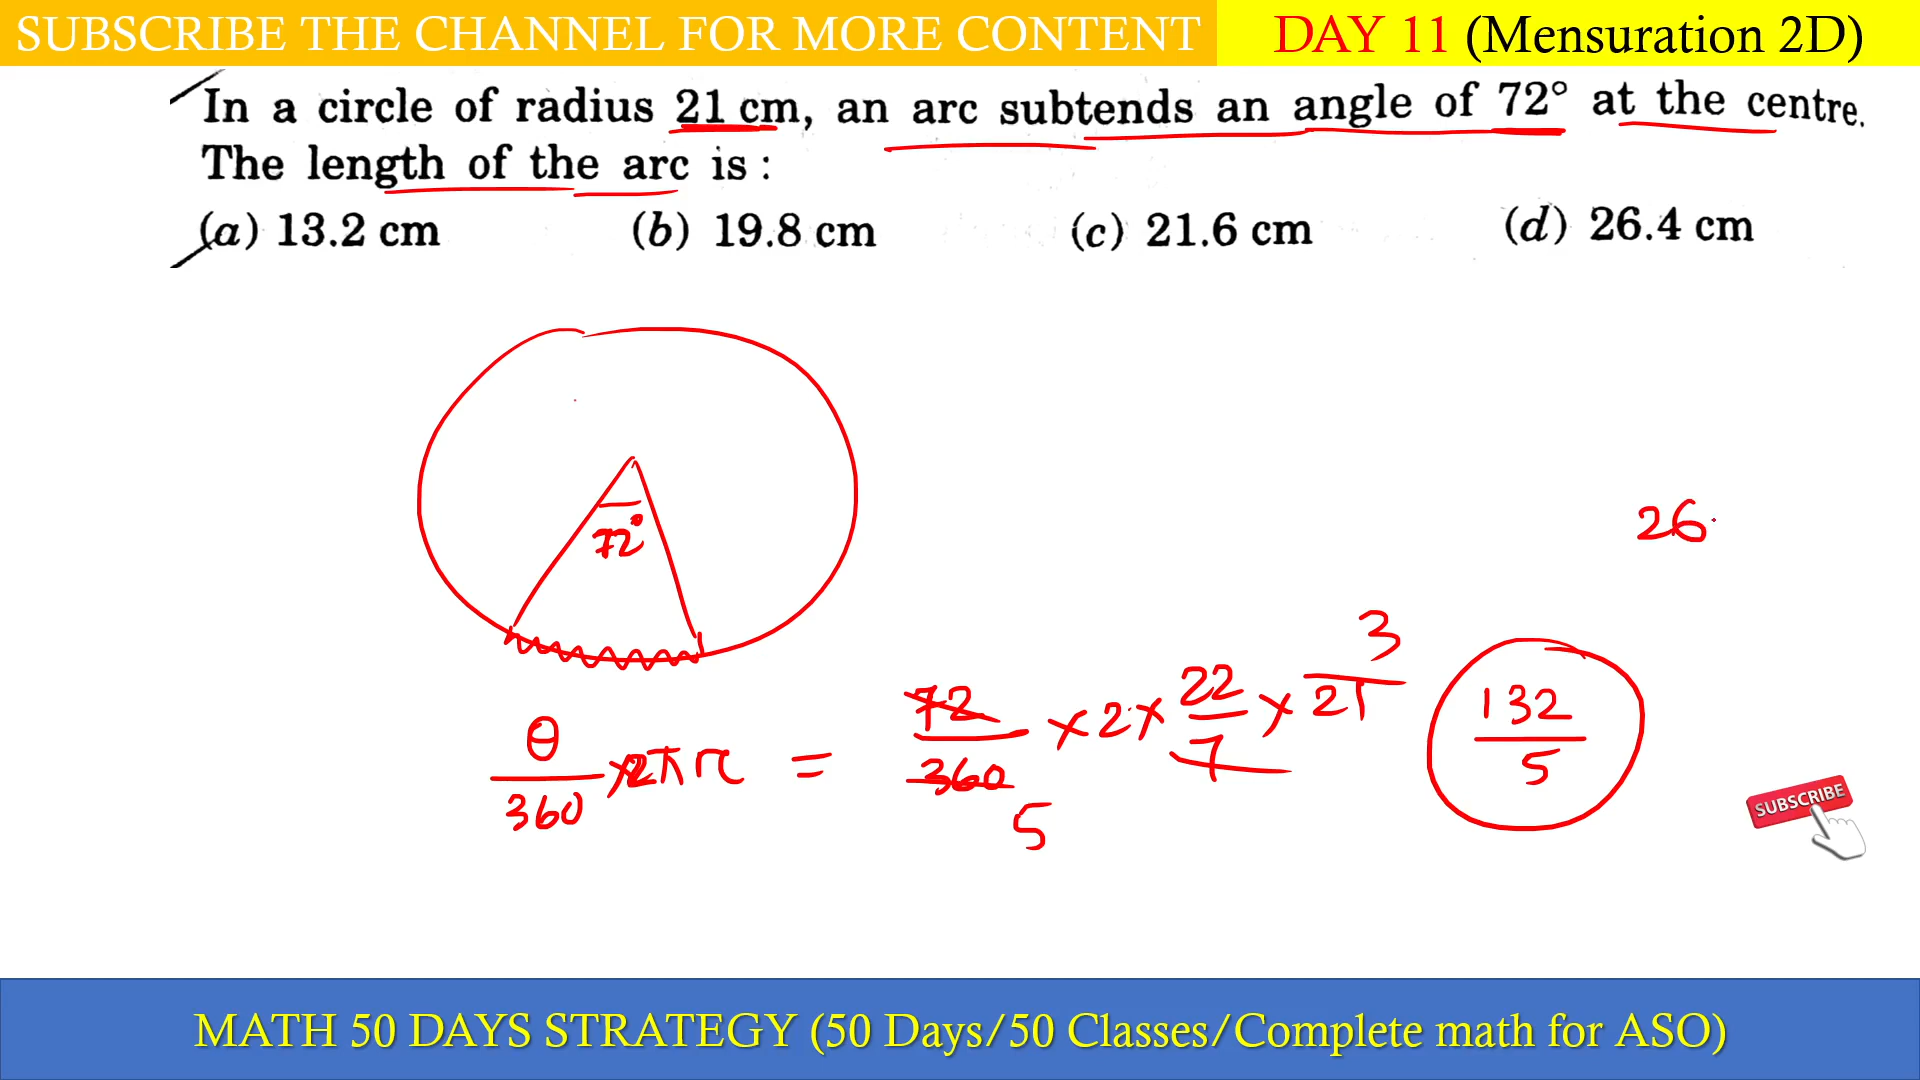 SUBSCRIBE THE CHANNEL FOR MORE CONTENT
DAY 11 (Mensuration 2D)
In a circle of radius 21 cm, an arc subtends an angle of 72° at the centre.
The length of the arc is :
(a) 13.2 cm (b) 19.8 cm (c) 21.6 cm (d) 26.4 cm
72°
26.
θ/360 × 2πr = 72/360 × 2 × 22/7 × 21 132/5
3
5
SUBSCRIBE
MATH 50 DAYS STRATEGY (50 Days/50 Classes/Complete math for ASO)